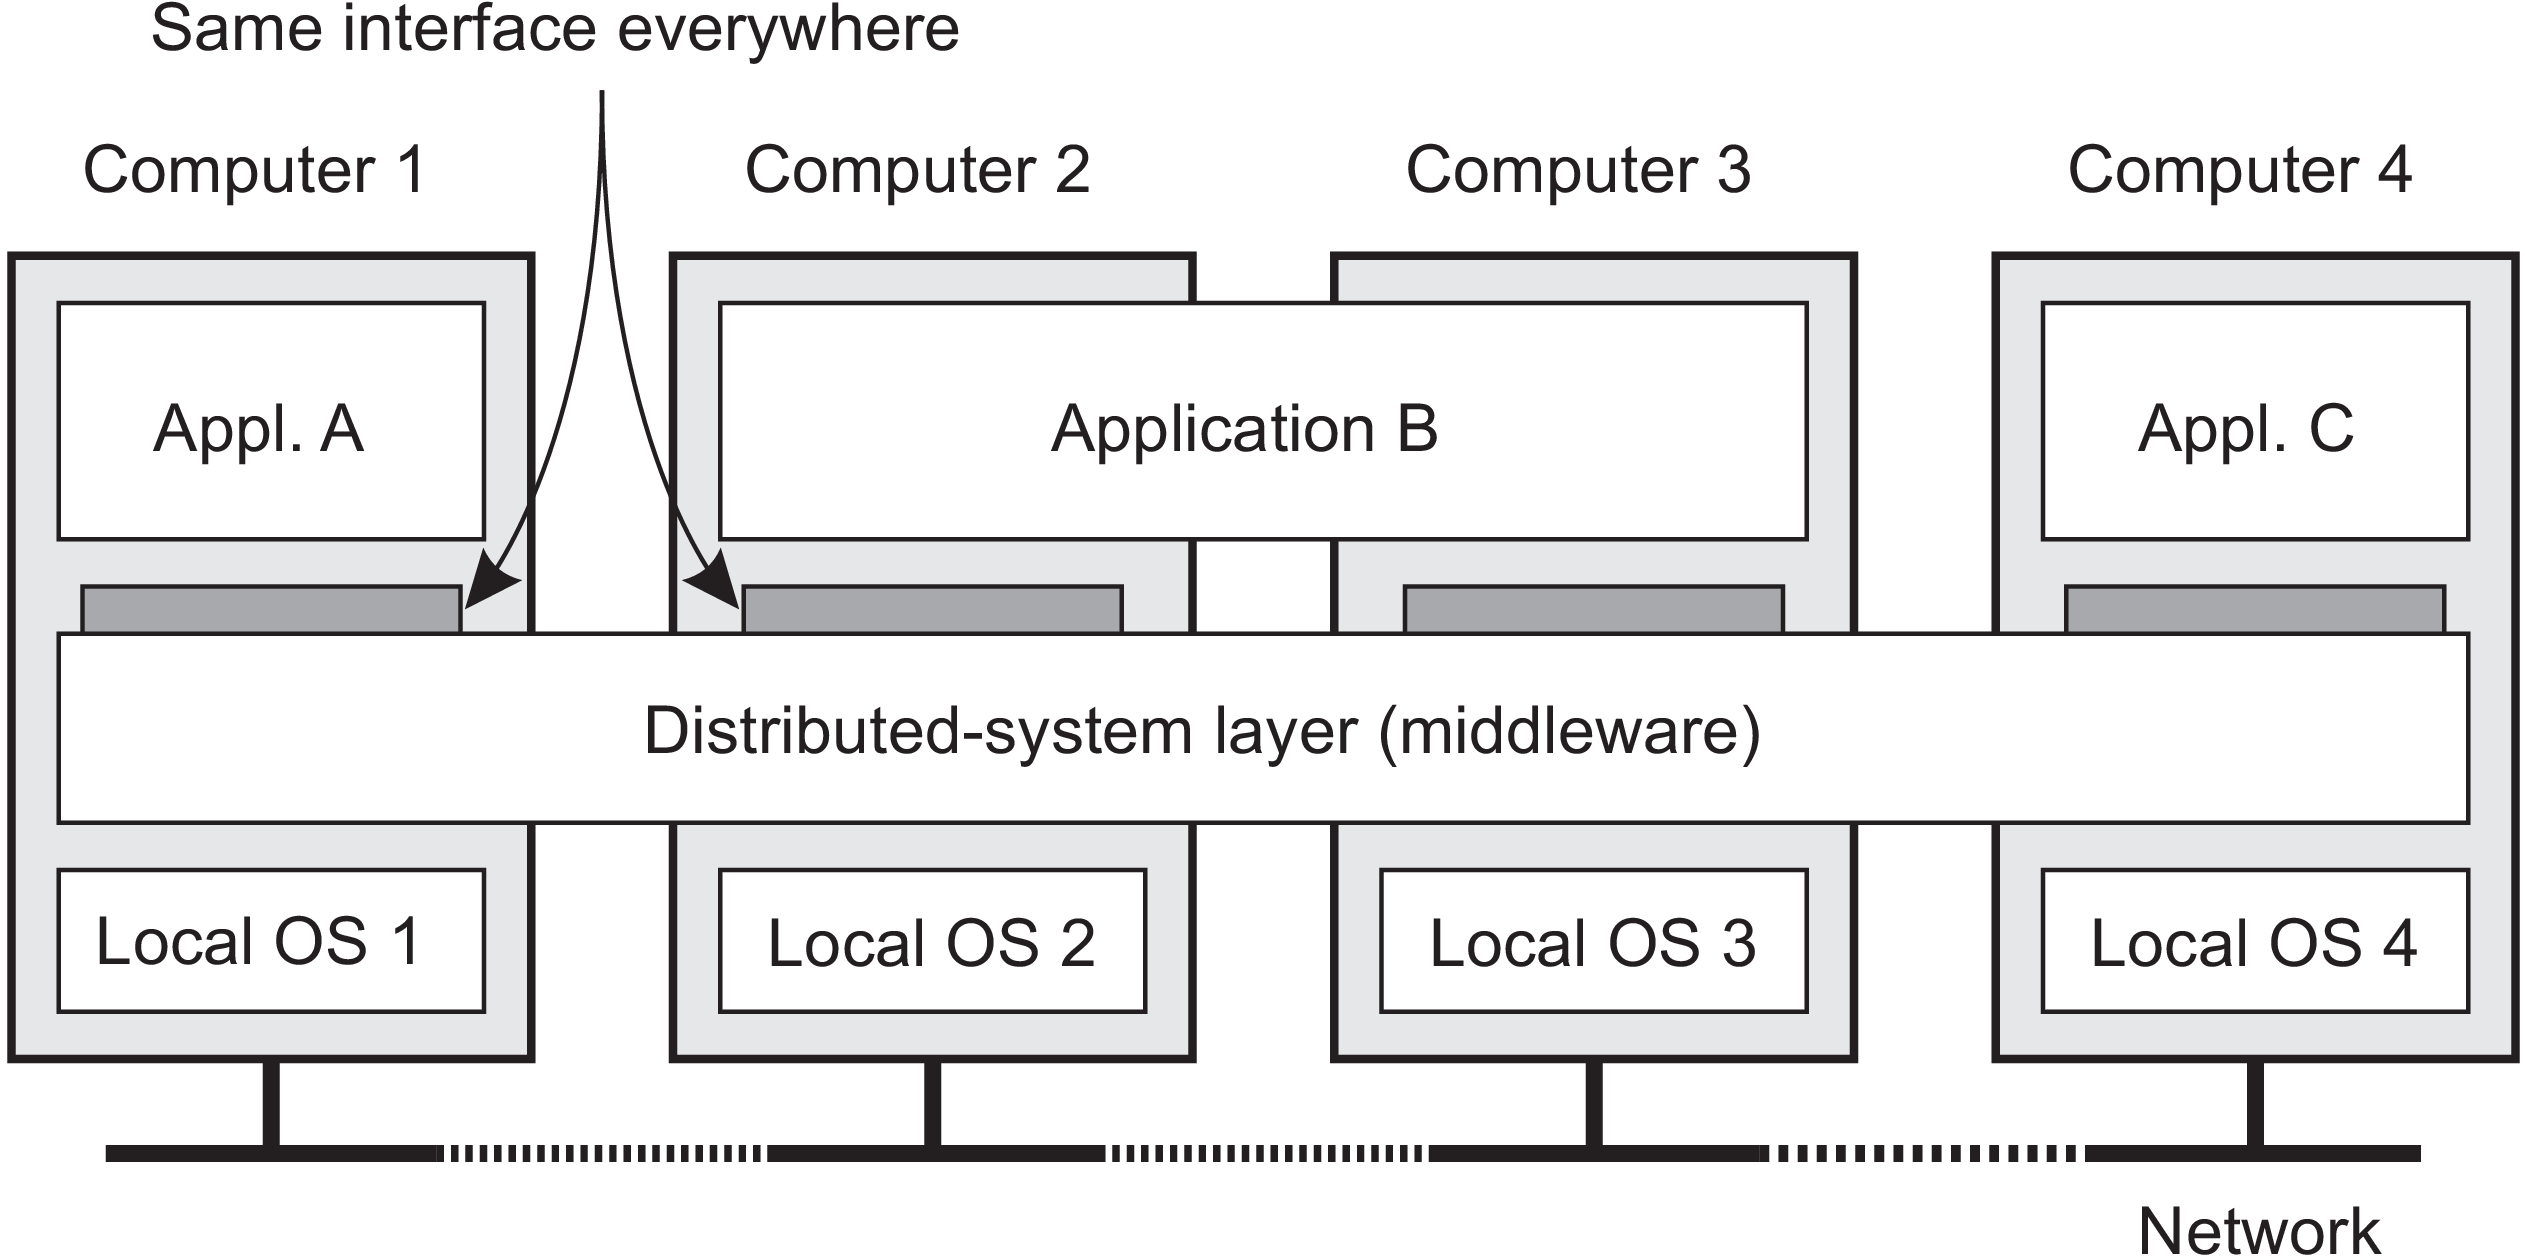 Same interface everywhere
Computer 1
Computer 2
Computer 3
Computer 4
Appl. A
Application B
Appl. C
Distributed-system layer (middleware)
Local OS 1
Local OS 2
Local OS 3
Local OS 4
Network